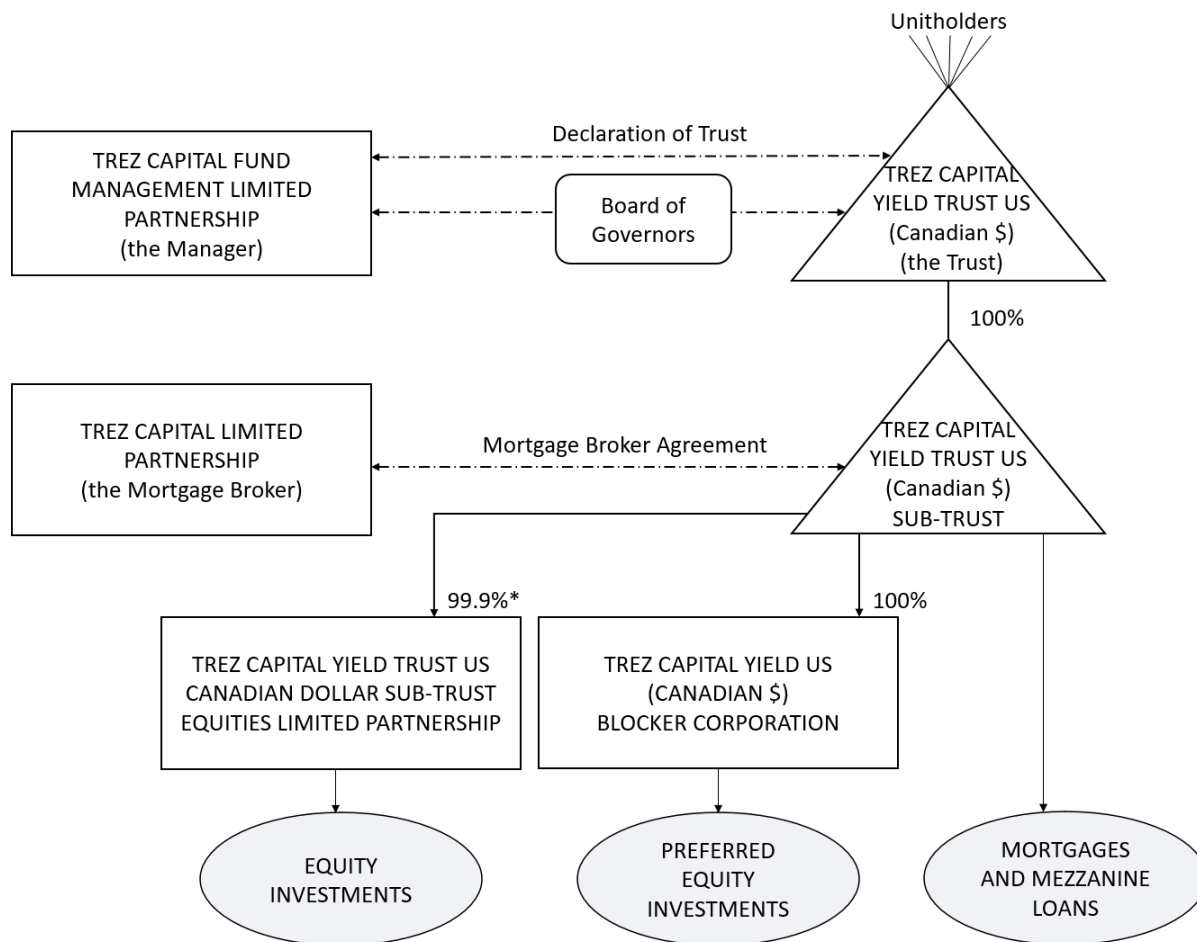 Unitholders
Declaration of Trust
TREZ CAPITAL FUND
MANAGEMENT LIMITED
PARTNERSHIP
(the Manager)
Board of
Governors
TREZ CAPITAL
YIELD TRUST US
(Canadian $)
(the Trust)
100%
TREZ CAPITAL LIMITED
PARTNERSHIP
(the Mortgage Broker)
Mortgage Broker Agreement
TREZ CAPITAL
YIELD TRUST US
(Canadian $)
SUB-TRUST
99.9%*
100%
TREZ CAPITAL YIELD TRUST US
CANADIAN DOLLAR SUB-TRUST
EQUITIES LIMITED PARTNERSHIP
TREZ CAPITAL YIELD US
(CANADIAN $)
BLOCKER CORPORATION
EQUITY
INVESTMENTS
PREFERRED
EQUITY
INVESTMENTS
MORTGAGES
AND MEZZANINE
LOANS